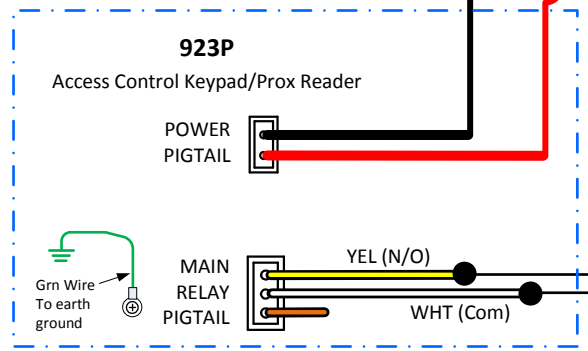 923P
Access Control Keypad/Prox Reader
POWER
PIGTAIL
MAIN
RELAY
PIGTAIL
YEL (N/O)
WHT (Com)
Grn Wire
To earth
ground